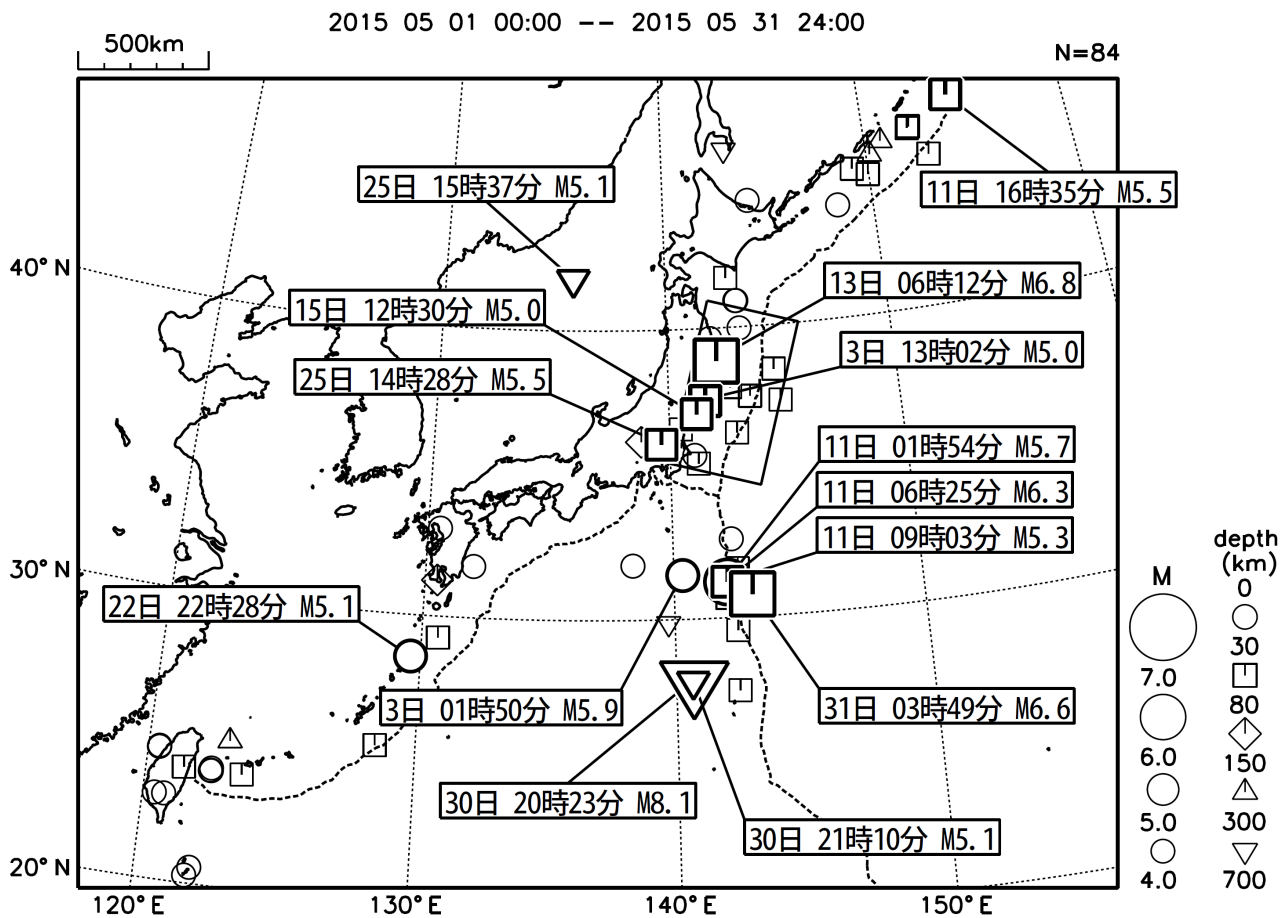 2015 05 01 00:00 -- 2015 05 31 24:00
500km
N=84
25日 15時37分 M5.1
11日 16時35分 M5.5
40°N
13日 06時12分 M6.8
15日 12時30分 M5.0
3日 13時02分 M5.0
25日 14時28分 M5.5
11日 01時54分 M5.7
11日 06時25分 M6.3
11日 09時03分 M5.3
30°N
22日 22時28分 M5.1
3日 01時50分 M5.9
31日 03時49分 M6.6
30日 20時23分 M8.1
30日 21時10分 M5.1
20°N
120°E
130°E
140°E
150°E
M
7.0
6.0
5.0
4.0
depth
(km)
0
30
80
150
300
700